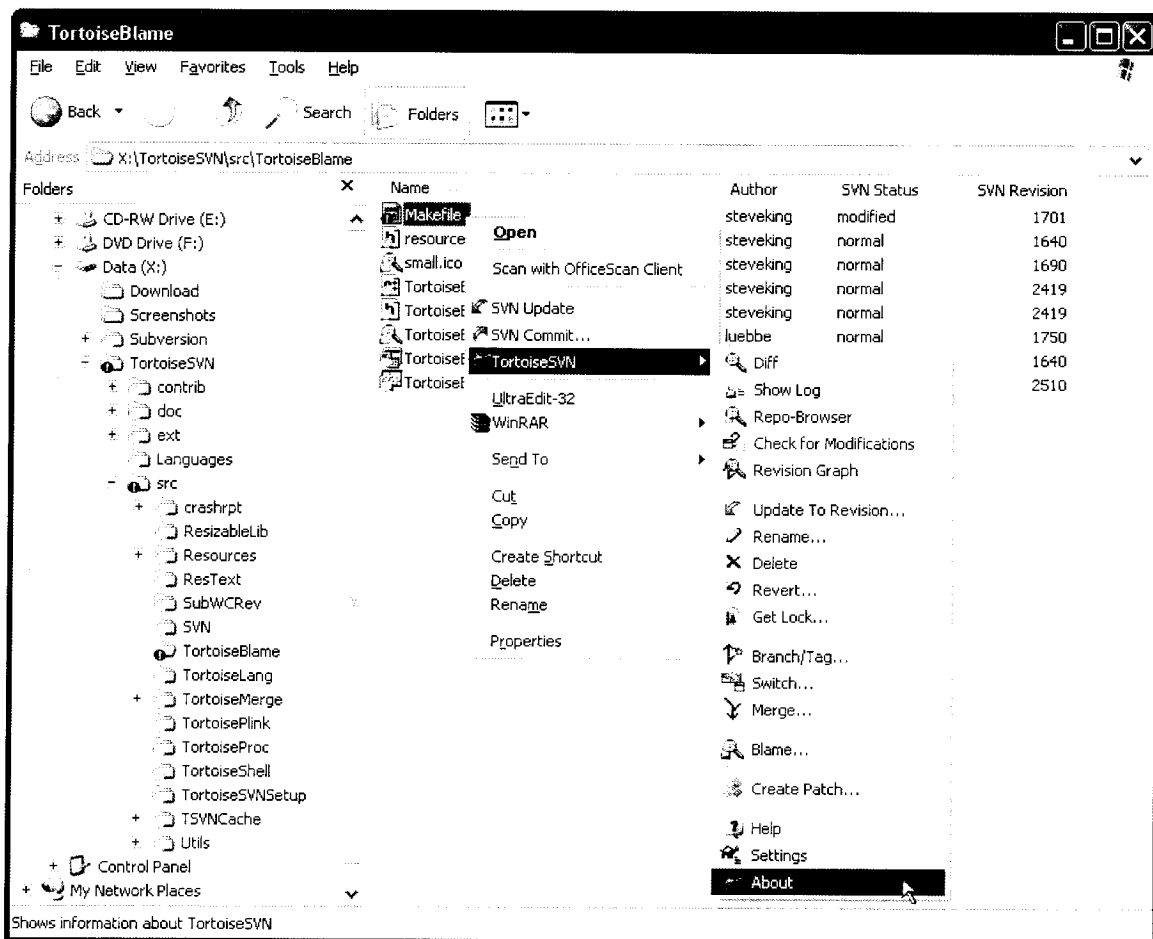 TortoiseBlame
File Edit View Favorites Tools Help
Back Search Folders
Address X:\TortoiseSVN\src\TortoiseBlame
Folders
CD-RW Drive (E:)
DVD Drive (F:)
Data (X:)
Download
Screenshots
Subversion
TortoiseSVN
contrib
doc
ext
Languages
src
crashrpt
ResizableLib
Resources
ResText
SubWCRev
SVN
TortoiseBlame
TortoiseLang
TortoiseMerge
TortoisePlink
TortoiseProc
TortoiseShell
TortoiseSVNSetup
TSVNCache
Utils
Control Panel
My Network Places
Name Author SVN Status SVN Revision
Makefile steveking modified 1701
resource steveking normal 1640
small.ico steveking normal 1690
steveking normal 2419
steveking normal 2419
luebbe normal 1750
1640
2510
Open
Scan with OfficeScan Client
SVN Update
SVN Commit...
TortoiseSVN
UltraEdit-32
WinRAR
Send To
Cut
Copy
Create Shortcut
Delete
Rename
Properties
Diff
Show Log
Repo-Browser
Check for Modifications
Revision Graph
Update To Revision...
Rename...
Delete
Revert...
Get Lock...
Branch/Tag...
Switch...
Merge...
Blame...
Create Patch...
Help
Settings
About
Shows information about TortoiseSVN